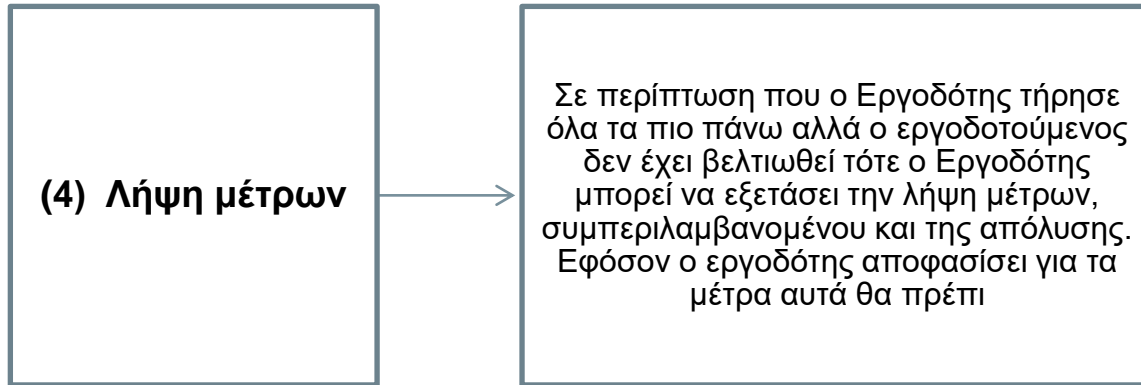 (4) Λήψη μέτρων
Σε περίπτωση που ο Εργοδότης τήρησε
όλα τα πιο πάνω αλλά ο εργοδοτούμενος
δεν έχει βελτιωθεί τότε ο Εργοδότης
μπορεί να εξετάσει την λήψη μέτρων,
συμπεριλαμβανομένου και της απόλυσης.
Εφόσον ο εργοδότης αποφασίσει για τα
μέτρα αυτά θα πρέπι